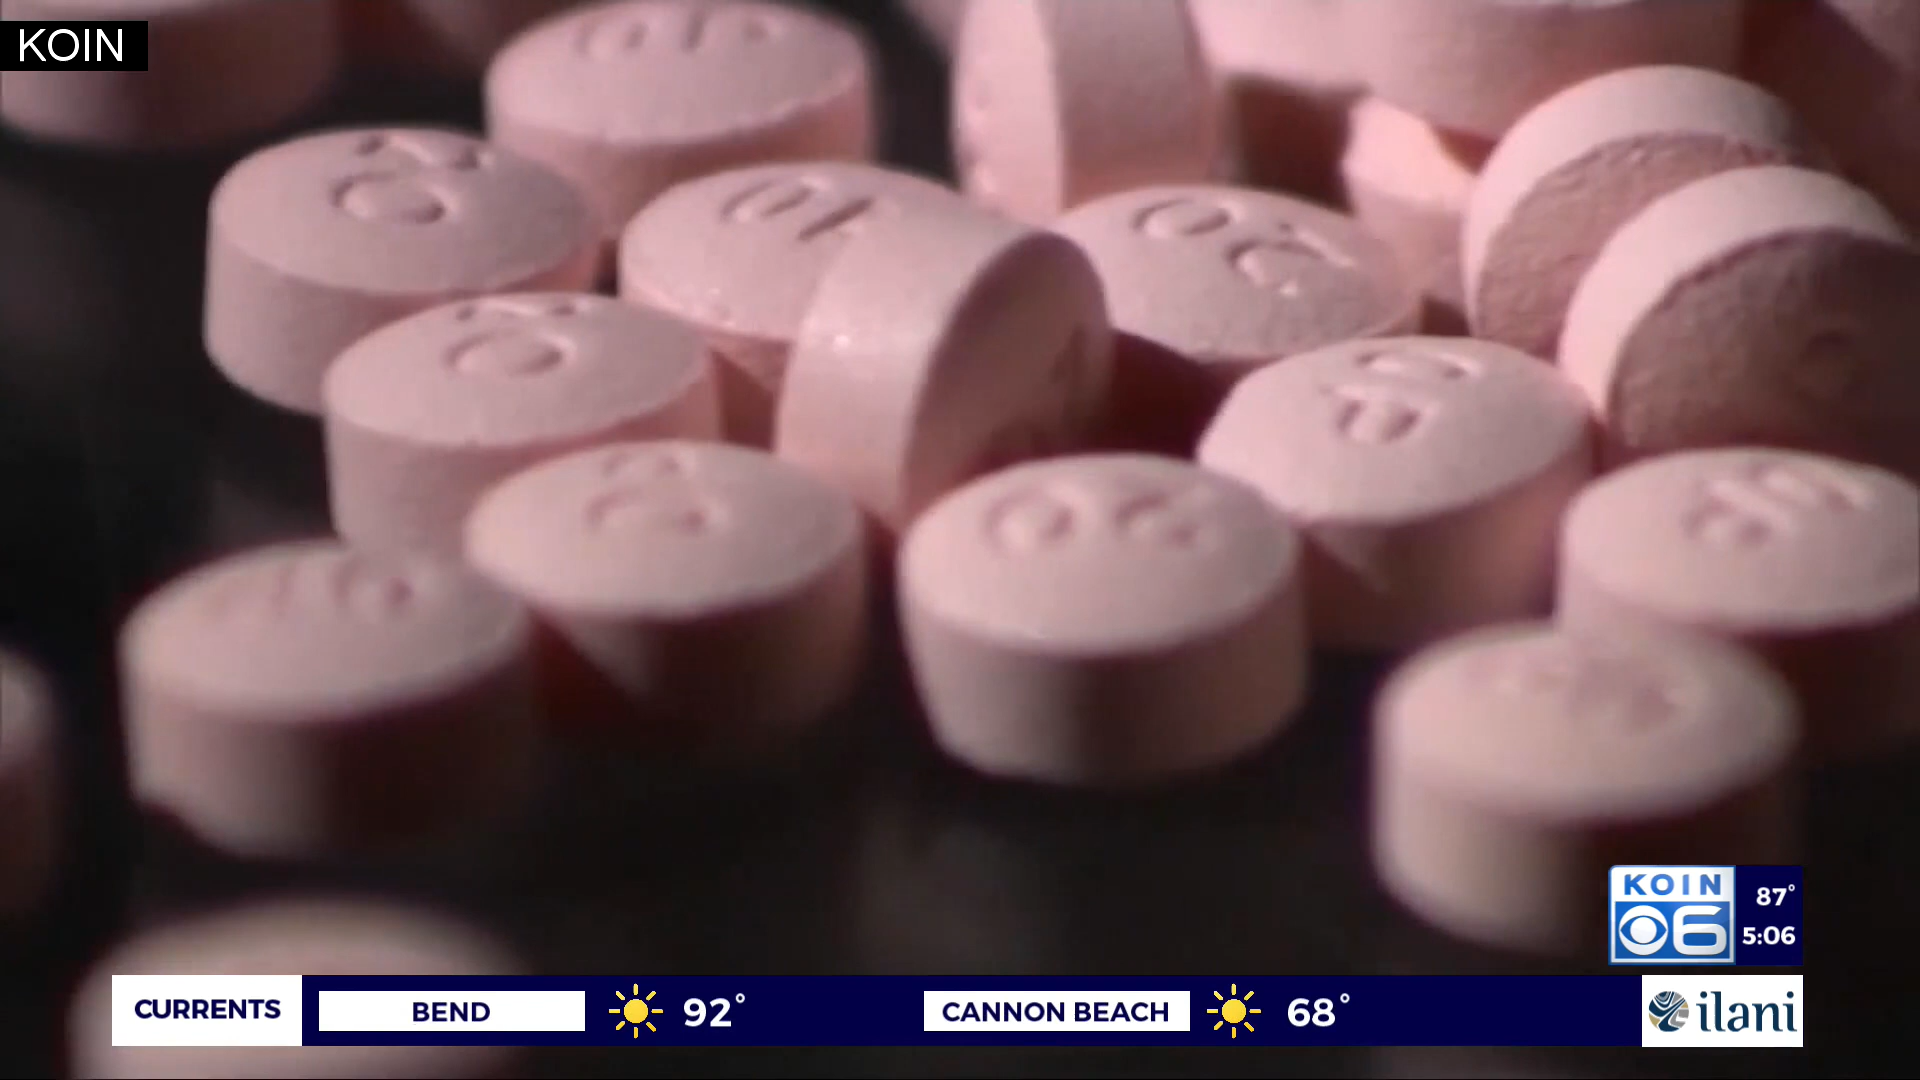 KOIN
KOIN
6
87°
5:06
CURRENTS
BEND
92°
CANNON BEACH
68°
ilani